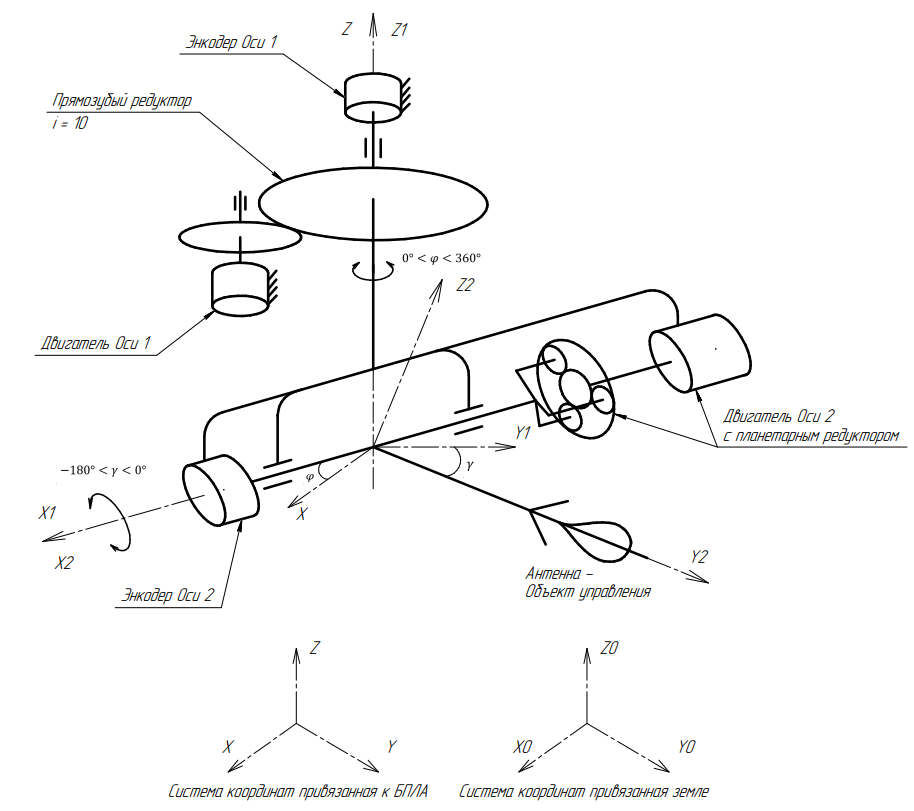 Z
Z1
Энкодер Оси 1
Прямозубый редуктор
i = 10
0° < φ < 360°
Z2
Двигатель Оси 1
Двигатель Оси 2
с планетарным редуктором
Y1
−180° < γ < 0°
φ
γ
X
X1
X2
Y2
Антенна –
Объект управления
Энкодер Оси 2
Z
X
Y
Система координат привязанная к БПЛА
Z0
X0
Y0
Система координат привязанная земле